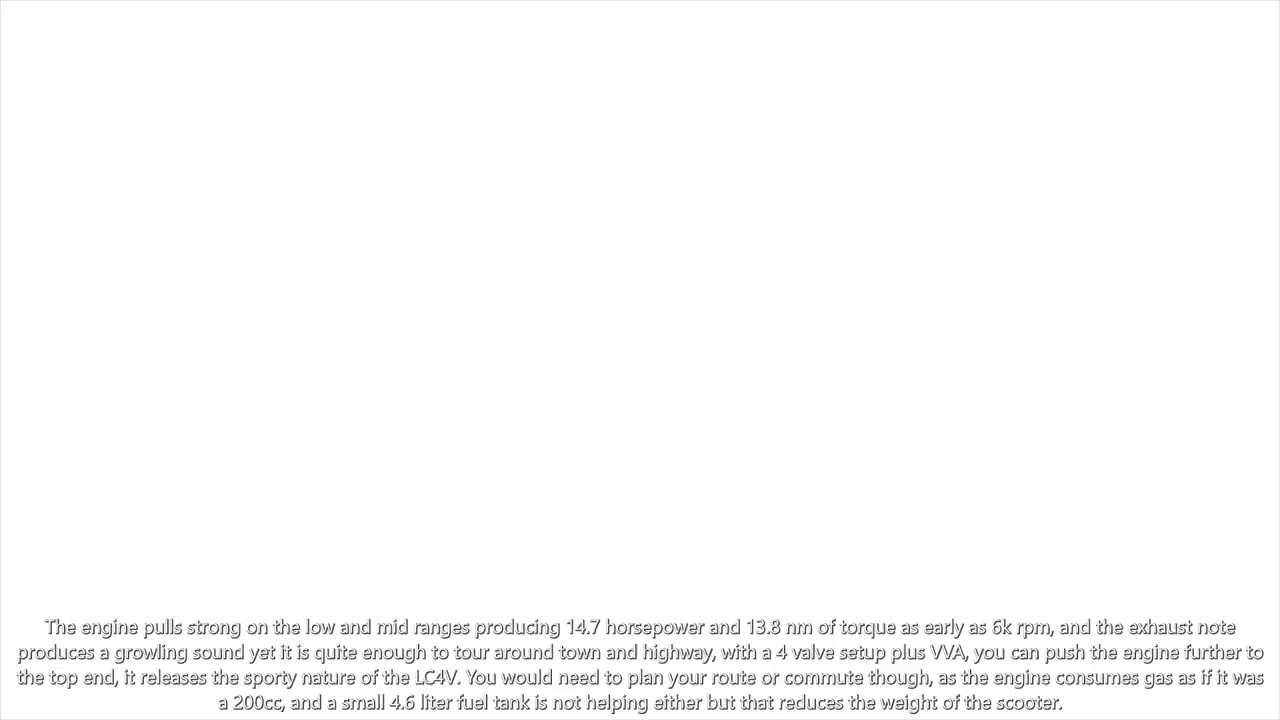 The engine pulls strong on the low and mid ranges producing 14.7 horsepower and 13.8 nm of torque as early as 6k rpm, and the exhaust note
produces a growling sound yet it is quite enough to tour around town and highway, with a 4 valve setup plus VVA, you can push the engine further to
the top end, it releases the sporty nature of the LC4V. You would need to plan your route or commute though, as the engine consumes gas as if it was
a 200cc, and a small 4.6 liter fuel tank is not helping either but that reduces the weight of the scooter.